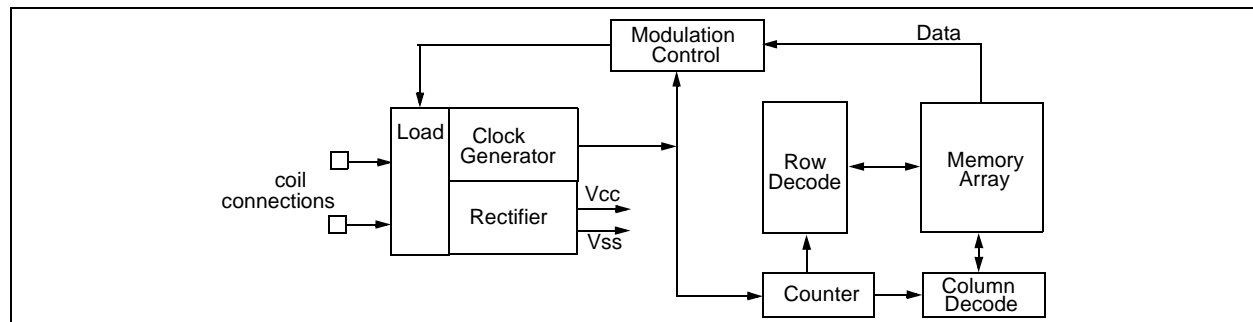 Modulation
Control
Data
Load
Clock
Generator
Row
Decode
Memory
Array
coil
connections
Vcc
Rectifier
Vss
Counter
Column
Decode